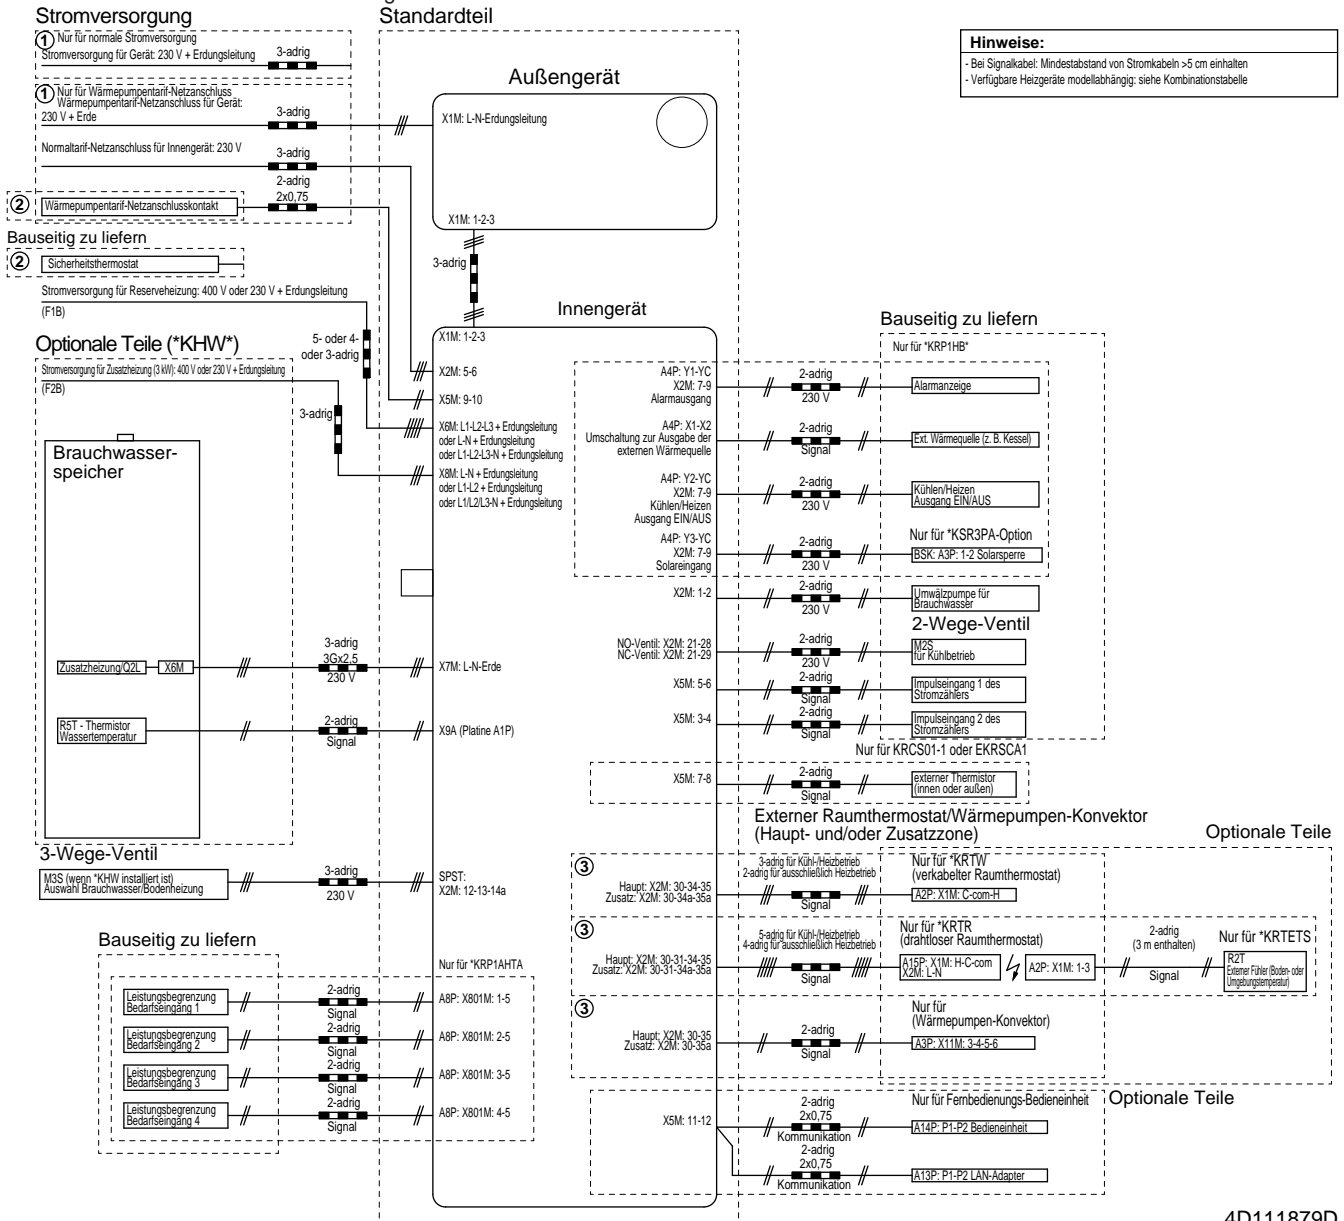 Stromversorgung
Standardteil
1 Nur für normale Stromversorgung
Stromversorgung für Gerät: 230 V + Erdungsleitung
3-adrig
1 Nur für Wärmepumpentarif-Netzanschluss
Wärmepumpentarif-Netzanschluss für Gerät:
230 V + Erde
3-adrig
Normaltarif-Netzanschluss für Innengerät: 230 V
3-adrig
2-adrig
2x0,75
2 Wärmepumpentarif-Netzanschlusskontakt
Bauseitig zu liefern
2 Sicherheitsthermostat
Stromversorgung für Reserveheizung: 400 V oder 230 V + Erdungsleitung
(F1B)
5- oder 4-
oder 3-adrig
Optionale Teile (*KHW*)
Stromversorgung für Zusatzheizung (3 kW): 400 V oder 230 V + Erdungsleitung
(F2B)
3-adrig
Brauchwasser-
speicher
Zusatzheizung/Q2L
X6M
3-adrig
3Gx2,5
230 V
R5T - Thermistor
Wassertemperatur
2-adrig
Signal
3-Wege-Ventil
M3S (wenn *KHW installiert ist)
Auswahl Brauchwasser/Bodenheizung
3-adrig
230 V
Bauseitig zu liefern
Leistungsbegrenzung
Bedarfseingang 1
2-adrig
Signal
Leistungsbegrenzung
Bedarfseingang 2
2-adrig
Signal
Leistungsbegrenzung
Bedarfseingang 3
2-adrig
Signal
Leistungsbegrenzung
Bedarfseingang 4
2-adrig
Signal
Außengerät
X1M: L-N-Erdungsleitung
X1M: 1-2-3
3-adrig
Innengerät
X1M: 1-2-3
X2M: 5-6
X5M: 9-10
X6M: L1-L2-L3 + Erdungsleitung
oder L-N + Erdungsleitung
oder L1-L2-L3-N + Erdungsleitung
X8M: L-N + Erdungsleitung
oder L1-L2 + Erdungsleitung
oder L1/L2/L3-N + Erdungsleitung
X7M: L-N-Erde
X9A (Platine A1P)
SPST:
X2M: 12-13-14a
Nur für *KRP1AHTA
A8P: X801M: 1-5
A8P: X801M: 2-5
A8P: X801M: 3-5
A8P: X801M: 4-5
Hinweise:
- Bei Signalkabel: Mindestabstand von Stromkabeln >5 cm einhalten
- Verfügbare Heizgeräte modellabhängig: siehe Kombinationstabelle
Bauseitig zu liefern
Nur für *KRP1HB*
A4P: Y1-YC
X2M: 7-9
Alarmausgang
2-adrig
230 V
Alarmanzeige
A4P: X1-X2
Umschaltung zur Ausgabe der
externen Wärmequelle
2-adrig
Signal
Ext. Wärmequelle (z. B. Kessel)
A4P: Y2-YC
X2M: 7-9
Kühlen/Heizen
Ausgang EIN/AUS
2-adrig
230 V
Kühlen/Heizen
Ausgang EIN/AUS
A4P: Y3-YC
X2M: 7-9
Solareingang
2-adrig
230 V
Nur für *KSR3PA-Option
BSK: A3P: 1-2 Solarsperre
X2M: 1-2
2-adrig
230 V
Umwälzpumpe für
Brauchwasser
2-Wege-Ventil
NO-Ventil: X2M: 21-28
NC-Ventil: X2M: 21-29
2-adrig
230 V
M2S
für Kühlbetrieb
X5M: 5-6
2-adrig
Signal
Impulseingang 1 des
Stromzählers
X5M: 3-4
2-adrig
Signal
Impulseingang 2 des
Stromzählers
Nur für KRCS01-1 oder EKRSCA1
X5M: 7-8
2-adrig
Signal
externer Thermistor
(innen oder außen)
Externer Raumthermostat/Wärmepumpen-Konvektor
(Haupt- und/oder Zusatzzone)
Optionale Teile
3
Haupt: X2M: 30-34-35
Zusatz: X2M: 30-34a-35a
3-adrig für Kühl-/Heizbetrieb
2-adrig für ausschließlich Heizbetrieb
Signal
Nur für *KRTW
(verkabelter Raumthermostat)
A2P: X1M: C-com-H
3
Haupt: X2M: 30-31-34-35
Zusatz: X2M: 30-31-34a-35a
5-adrig für Kühl-/Heizbetrieb
4-adrig für ausschließlich Heizbetrieb
Signal
Nur für *KRTR
(drahtloser Raumthermostat)
A15P: X1M: H-C-com
X2M: L-N
A2P: X1M: 1-3
2-adrig
(3 m enthalten)
Signal
Nur für *KRTETS
R2T
Externer Fühler (Boden- oder
Umgebungstemperatur)
3
Haupt: X2M: 30-35
Zusatz: X2M: 30-35a
2-adrig
Signal
Nur für
(Wärmepumpen-Konvektor)
A3P: X11M: 3-4-5-6
Optionale Teile
X5M: 11-12
2-adrig
2x0,75
Kommunikation
Nur für Fernbedienungs-Bedieneinheit
A14P: P1-P2 Bedieneinheit
2-adrig
2x0,75
Kommunikation
A13P: P1-P2 LAN-Adapter
4D111879D